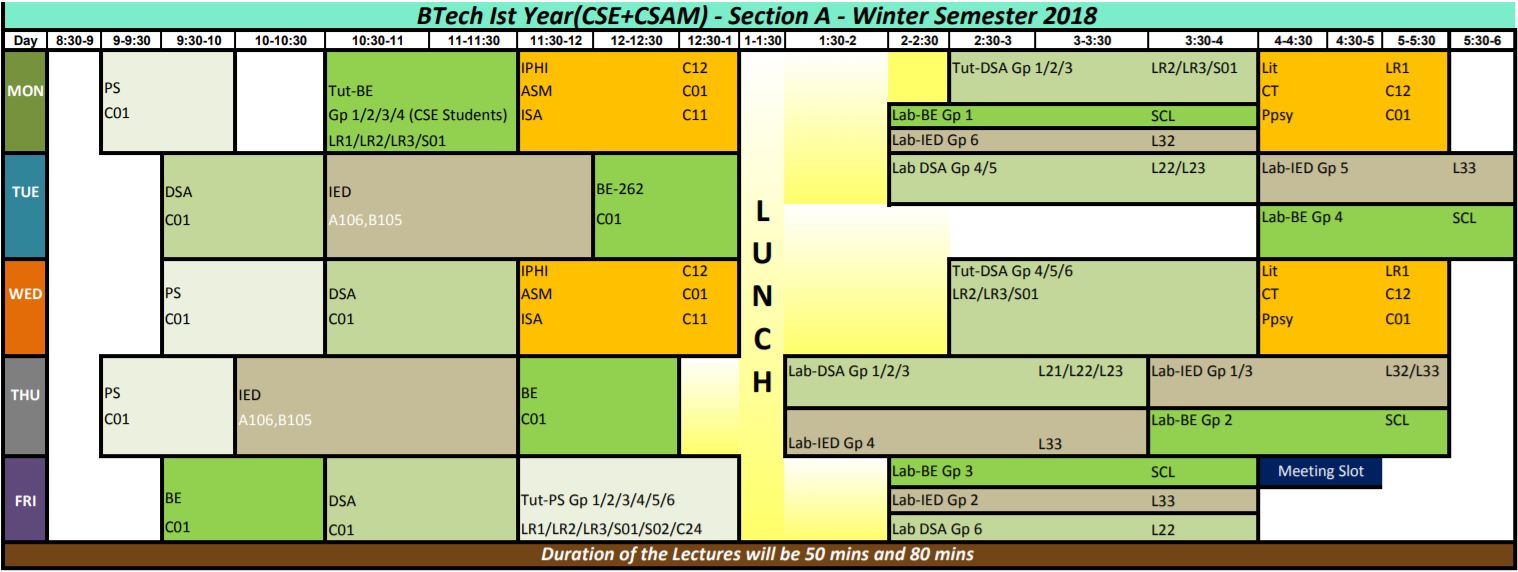 BTech Ist Year(CSE+CSAM) - Section A - Winter Semester 2018
Day 8:30-9 9-9:30 9:30-10 10-10:30 10:30-11 11-11:30 11:30-12 12-12:30 12:30-1 1-1:30 1:30-2 2-2:30 2:30-3 3-3:30 3:30-4 4-4:30 4:30-5 5-5:30 5:30-6
MON
PS
C01
Tut-BE
Gp 1/2/3/4 (CSE Students)
LR1/LR2/LR3/S01
IPHI C12
ASM C01
ISA C11
Tut-DSA Gp 1/2/3 LR2/LR3/S01
Lab-BE Gp 1 SCL
Lab-IED Gp 6 L32
Lit LR1
CT C12
Ppsy C01
TUE
DSA
C01
IED
A106,B105
BE-262
C01
Lab DSA Gp 4/5 L22/L23
Lab-IED Gp 5 L33
Lab-BE Gp 4 SCL
L
U
N
C
H
WED
PS
C01
DSA
C01
IPHI C12
ASM C01
ISA C11
Tut-DSA Gp 4/5/6
LR2/LR3/S01
Lit LR1
CT C12
Ppsy C01
THU
PS
C01
IED
A106,B105
BE
C01
Lab-DSA Gp 1/2/3 L21/L22/L23
Lab-IED Gp 4 L33
Lab-IED Gp 1/3 L32/L33
Lab-BE Gp 2 SCL
FRI
BE
C01
DSA
C01
Tut-PS Gp 1/2/3/4/5/6
LR1/LR2/LR3/S01/S02/C24
Lab-BE Gp 3 SCL
Lab-IED Gp 2 L33
Lab DSA Gp 6 L22
Meeting Slot
Duration of the Lectures will be 50 mins and 80 mins